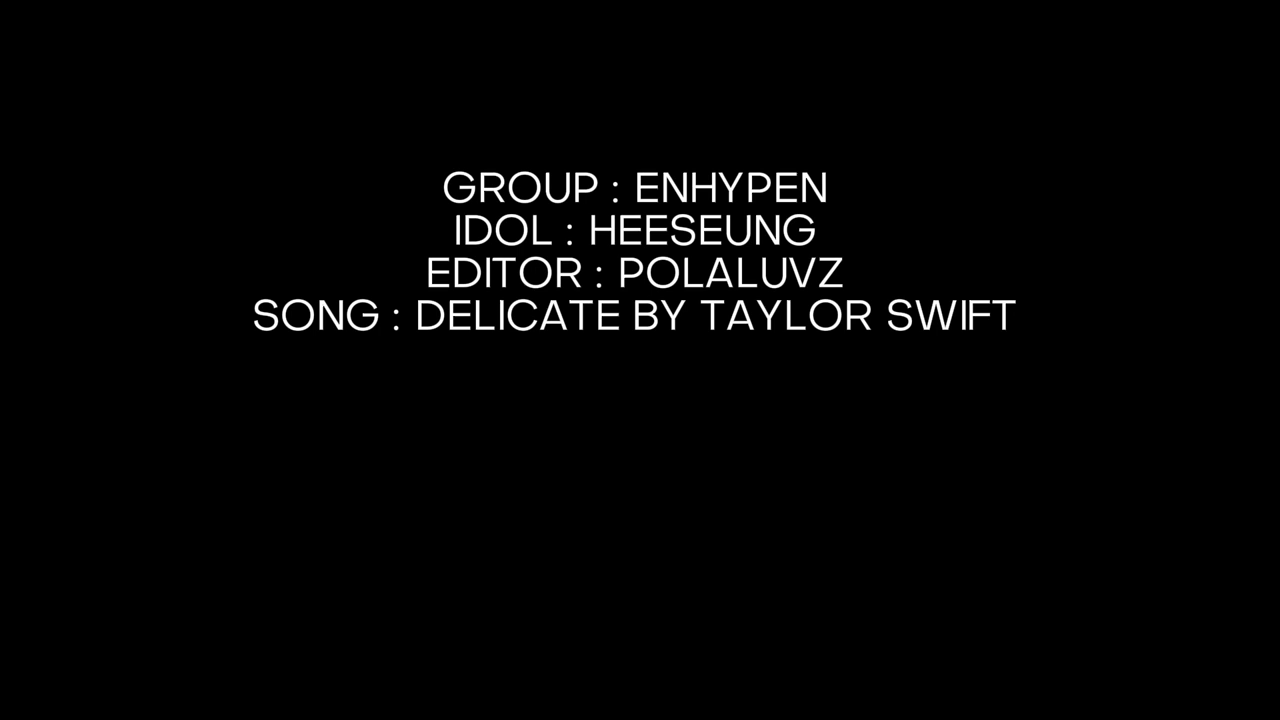 GROUP : ENHYPEN
IDOL : HEESEUNG
EDITOR : POLALUVZ
SONG : DELICATE BY TAYLOR SWIFT